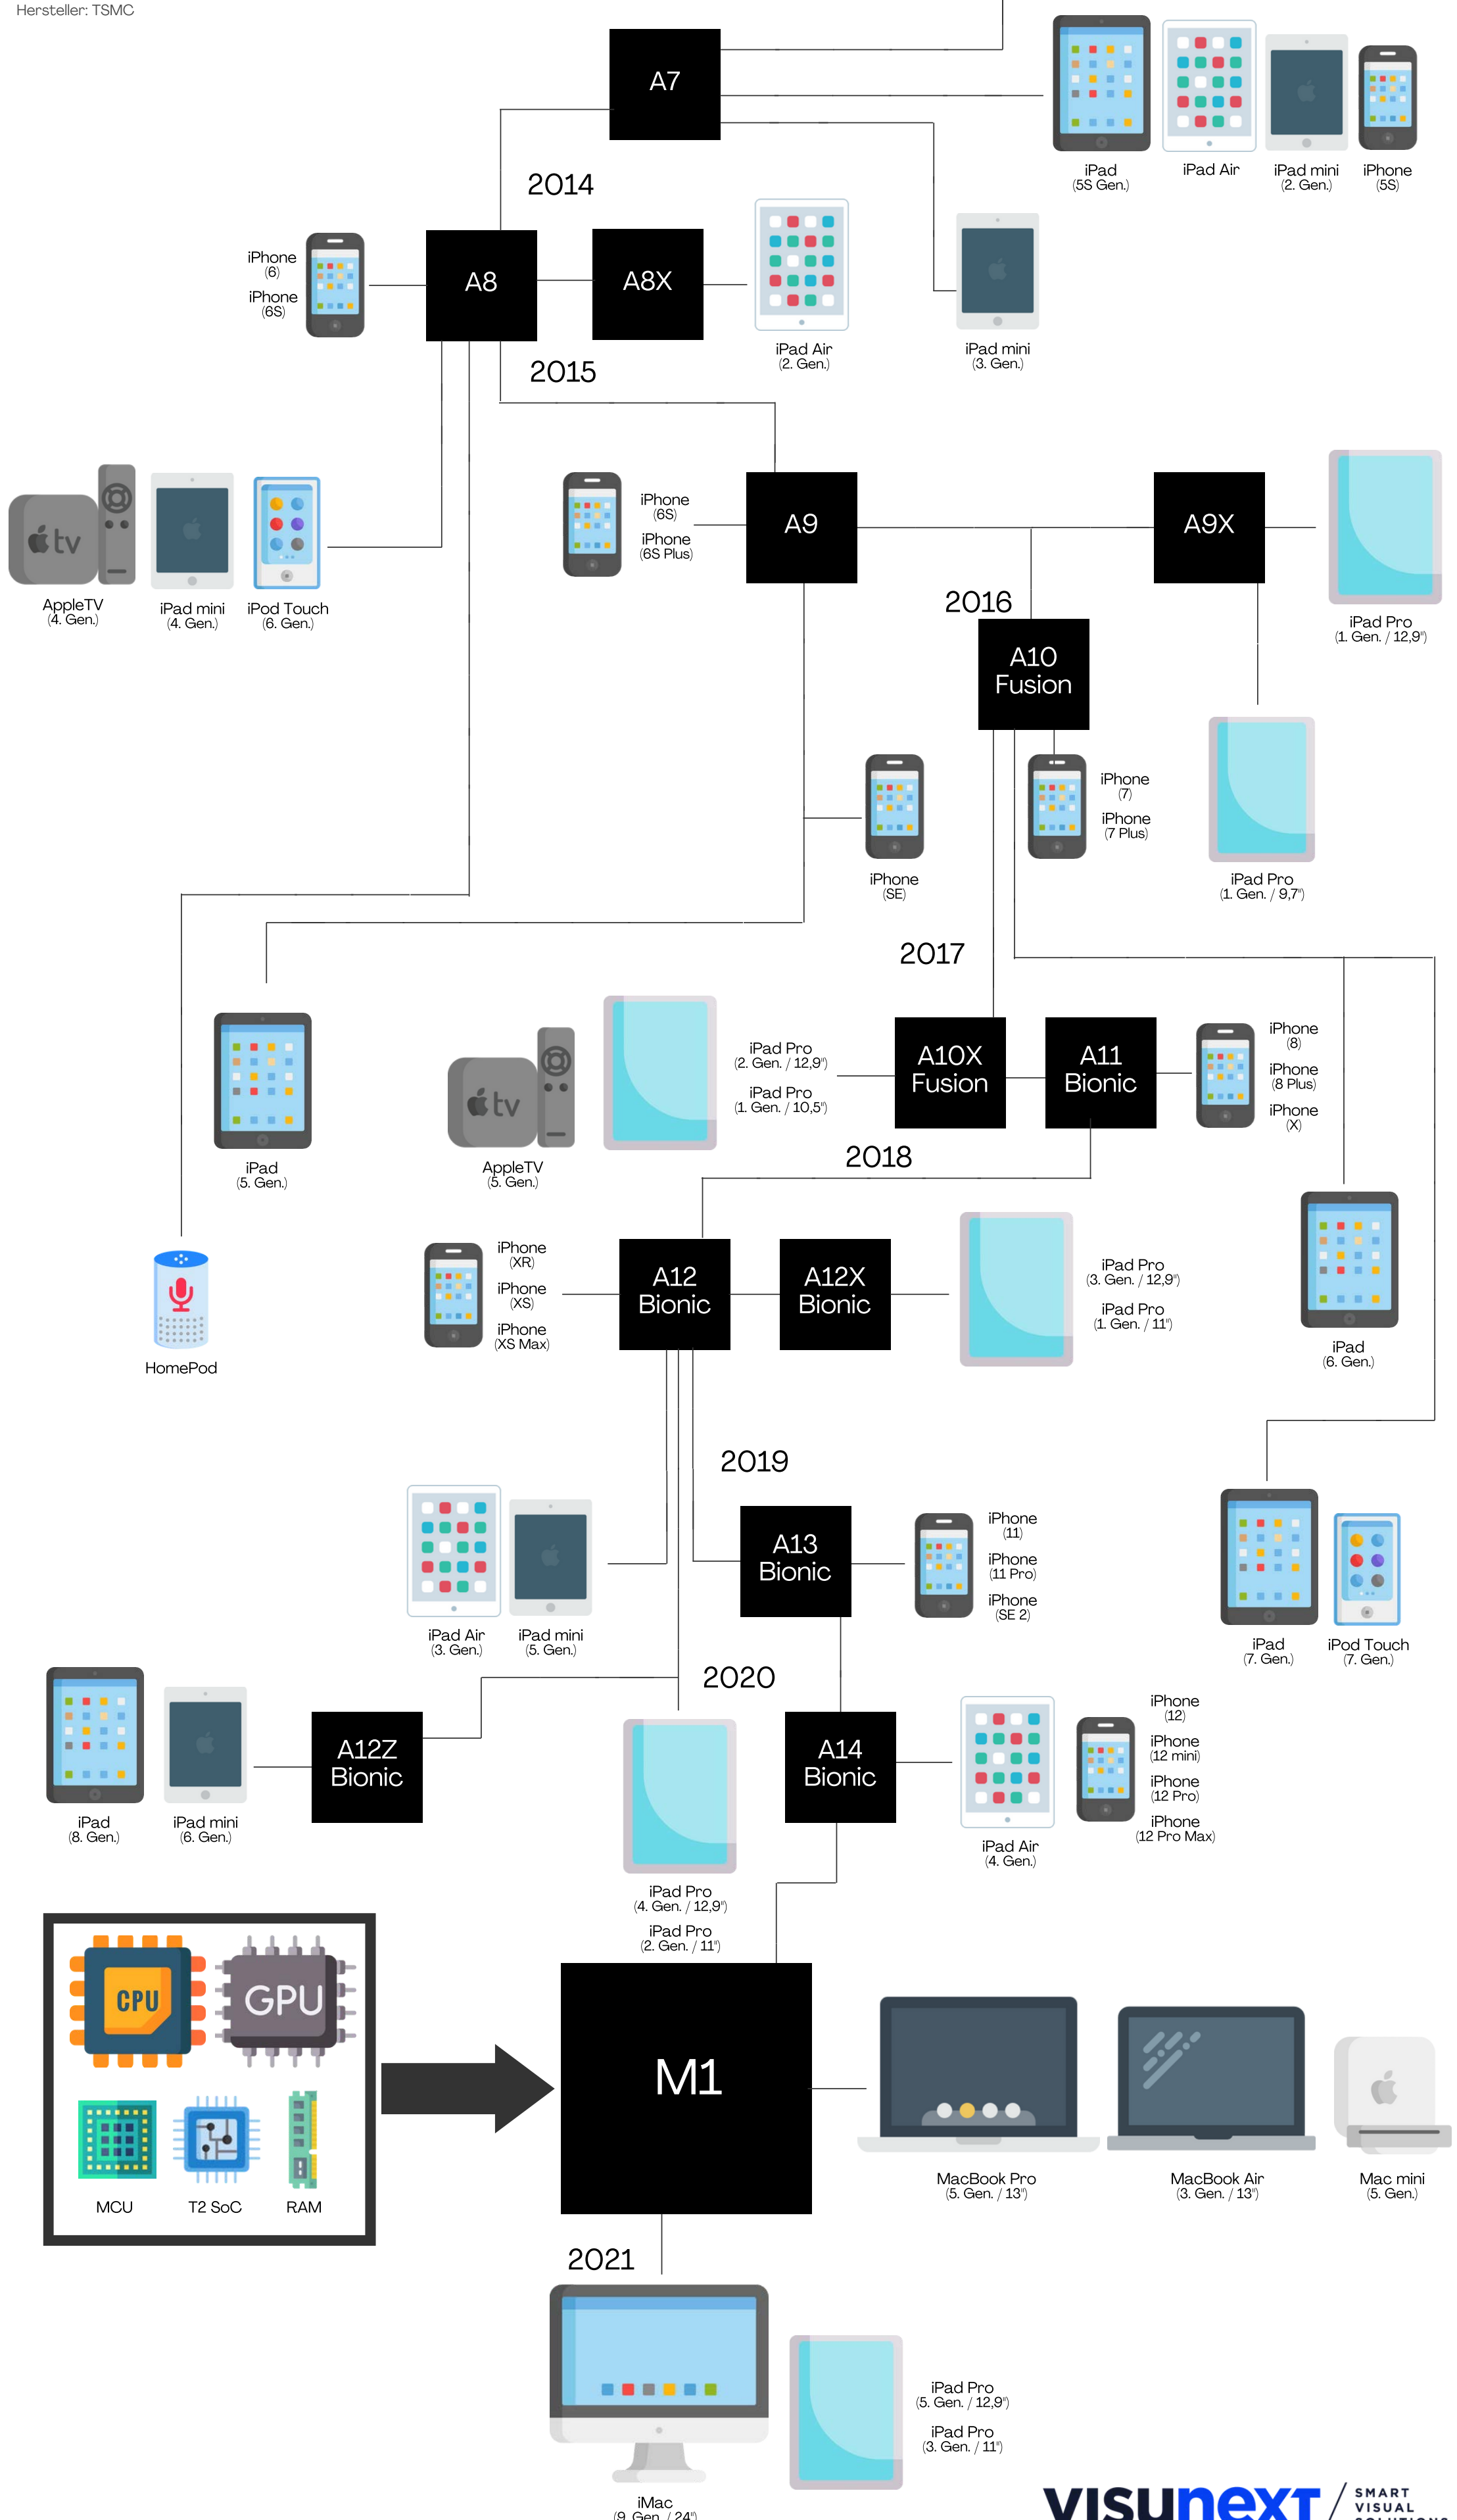 Hersteller: TSMC
A7
iPad
(5S Gen.)
iPad Air
iPad mini
(2. Gen.)
iPhone
(5S)
2014
iPhone
(6)
iPhone
(6S)
A8
A8X
iPad Air
(2. Gen.)
iPad mini
(3. Gen.)
2015
tv
AppleTV
(4. Gen.)
iPad mini
(4. Gen.)
iPod Touch
(6. Gen.)
iPhone
(6S)
iPhone
(6S Plus)
A9
A9X
iPad Pro
(1. Gen. / 12,9")
2016
A10
Fusion
iPhone
(SE)
iPhone
(7)
iPhone
(7 Plus)
iPad Pro
(1. Gen. / 9,7")
2017
iPad
(5. Gen.)
tv
AppleTV
(5. Gen.)
iPad Pro
(2. Gen. / 12,9")
iPad Pro
(1. Gen. / 10,5")
A10X
Fusion
A11
Bionic
iPhone
(8)
iPhone
(8 Plus)
iPhone
(X)
2018
HomePod
iPhone
(XR)
iPhone
(XS)
iPhone
(XS Max)
A12
Bionic
A12X
Bionic
iPad Pro
(3. Gen. / 12,9")
iPad Pro
(1. Gen. / 11")
iPad
(6. Gen.)
2019
iPad Air
(3. Gen.)
iPad mini
(5. Gen.)
A13
Bionic
iPhone
(11)
iPhone
(11 Pro)
iPhone
(SE 2)
iPad
(7. Gen.)
iPod Touch
(7. Gen.)
2020
iPad
(8. Gen.)
iPad mini
(6. Gen.)
A12Z
Bionic
iPad Pro
(4. Gen. / 12,9")
iPad Pro
(2. Gen. / 11")
A14
Bionic
iPad Air
(4. Gen.)
iPhone
(12)
iPhone
(12 mini)
iPhone
(12 Pro)
iPhone
(12 Pro Max)
CPU
GPU
MCU
T2 SoC
RAM
M1
MacBook Pro
(5. Gen. / 13")
MacBook Air
(3. Gen. / 13")
Mac mini
(5. Gen.)
2021
iMac
(9. Gen. / 24")
iPad Pro
(5. Gen. / 12,9")
iPad Pro
(3. Gen. / 11")
visunext
SMART
VISUAL
SOLUTIONS